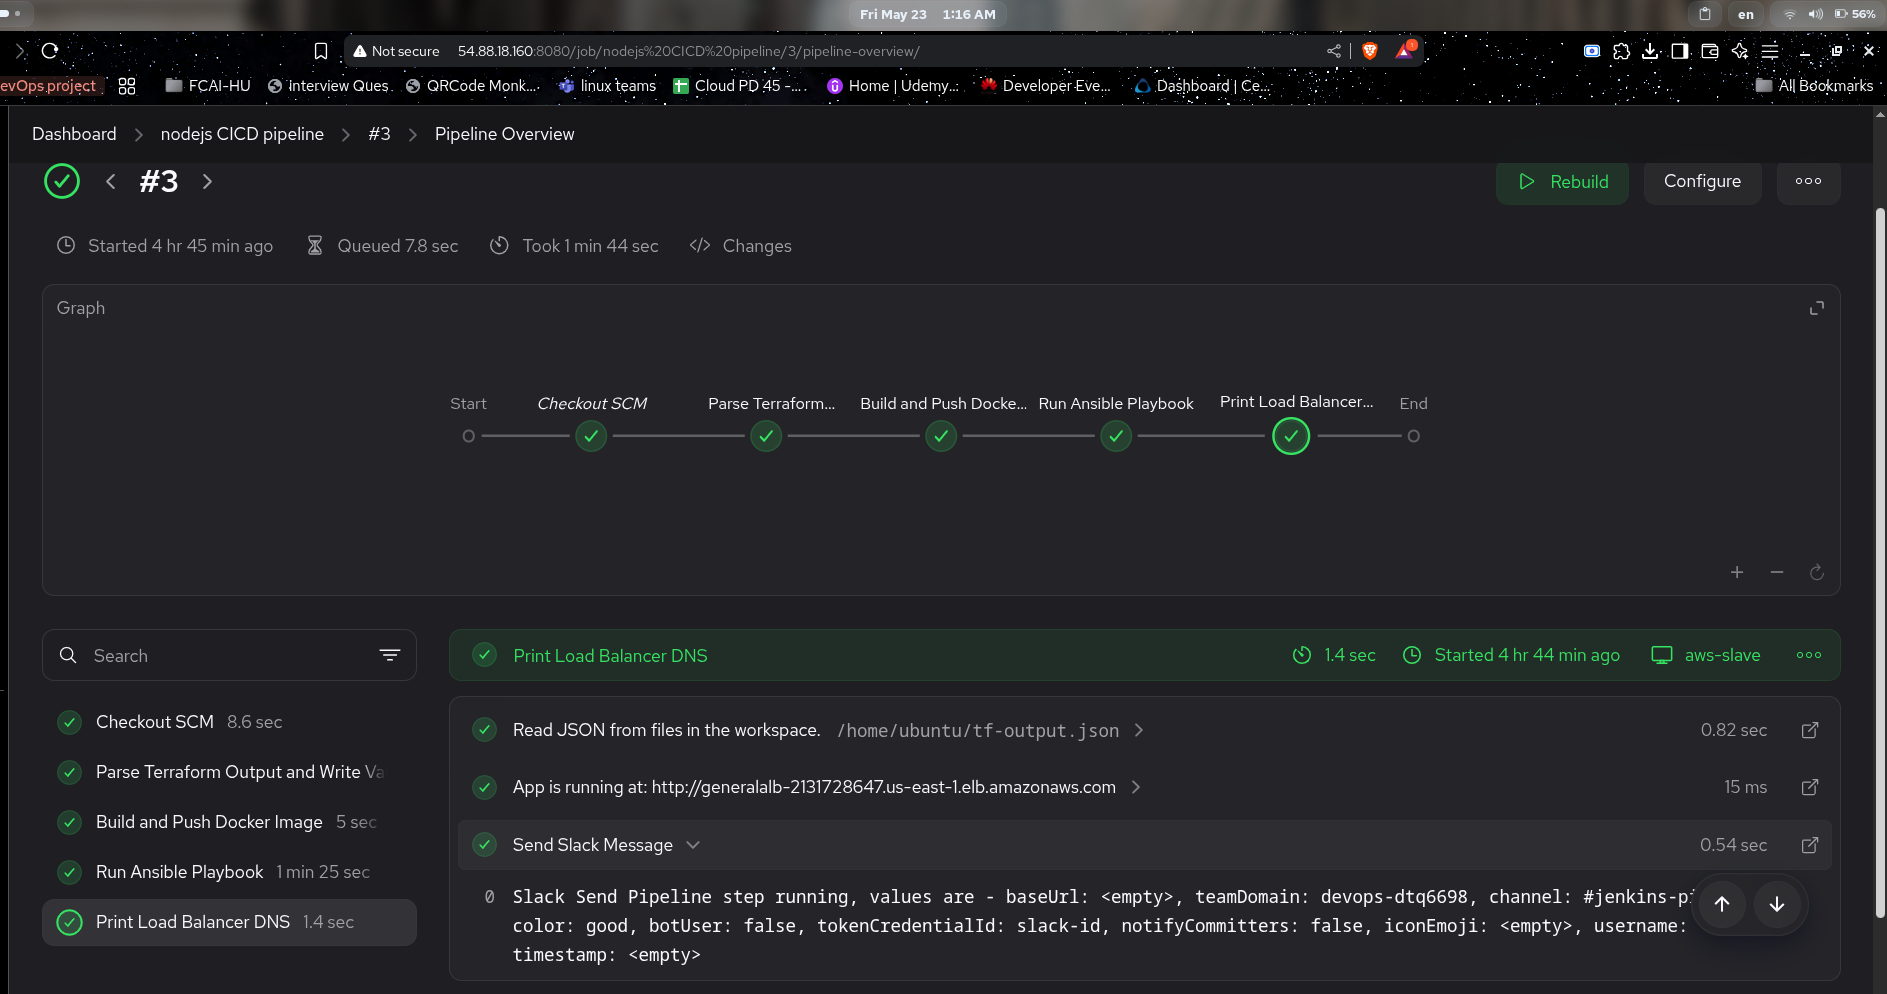 Fri May 23 1:16 AM
en
56%
Not secure 54.88.18.160:8080/job/nodejs%20CICD%20pipeline/3/pipeline-overview/
1
evOps project
FCAI-HU
Interview Ques
QRCode Monk...
linux teams
Cloud PD 45 -...
Home | Udemy...
Developer Eve...
Dashboard | Ce...
All Bookmarks
Dashboard > nodejs CICD pipeline > #3 > Pipeline Overview
#3
Rebuild
Configure
Started 4 hr 45 min ago
Queued 7.8 sec
Took 1 min 44 sec
Changes
Graph
Start
Checkout SCM
Parse Terraform...
Build and Push Docke...
Run Ansible Playbook
Print Load Balancer...
End
Search
Checkout SCM 8.6 sec
Parse Terraform Output and Write Va
Build and Push Docker Image 5 sec
Run Ansible Playbook 1 min 25 sec
Print Load Balancer DNS 1.4 sec
Print Load Balancer DNS
1.4 sec
Started 4 hr 44 min ago
aws-slave
Read JSON from files in the workspace. /home/ubuntu/tf-output.json
0.82 sec
App is running at: http://generalalb-2131728647.us-east-1.elb.amazonaws.com
15 ms
Send Slack Message
0.54 sec
0 Slack Send Pipeline step running, values are - baseUrl: <empty>, teamDomain: devops-dtq6698, channel: #jenkins-pi
color: good, botUser: false, tokenCredentialId: slack-id, notifyCommitters: false, iconEmoji: <empty>, username:
timestamp: <empty>